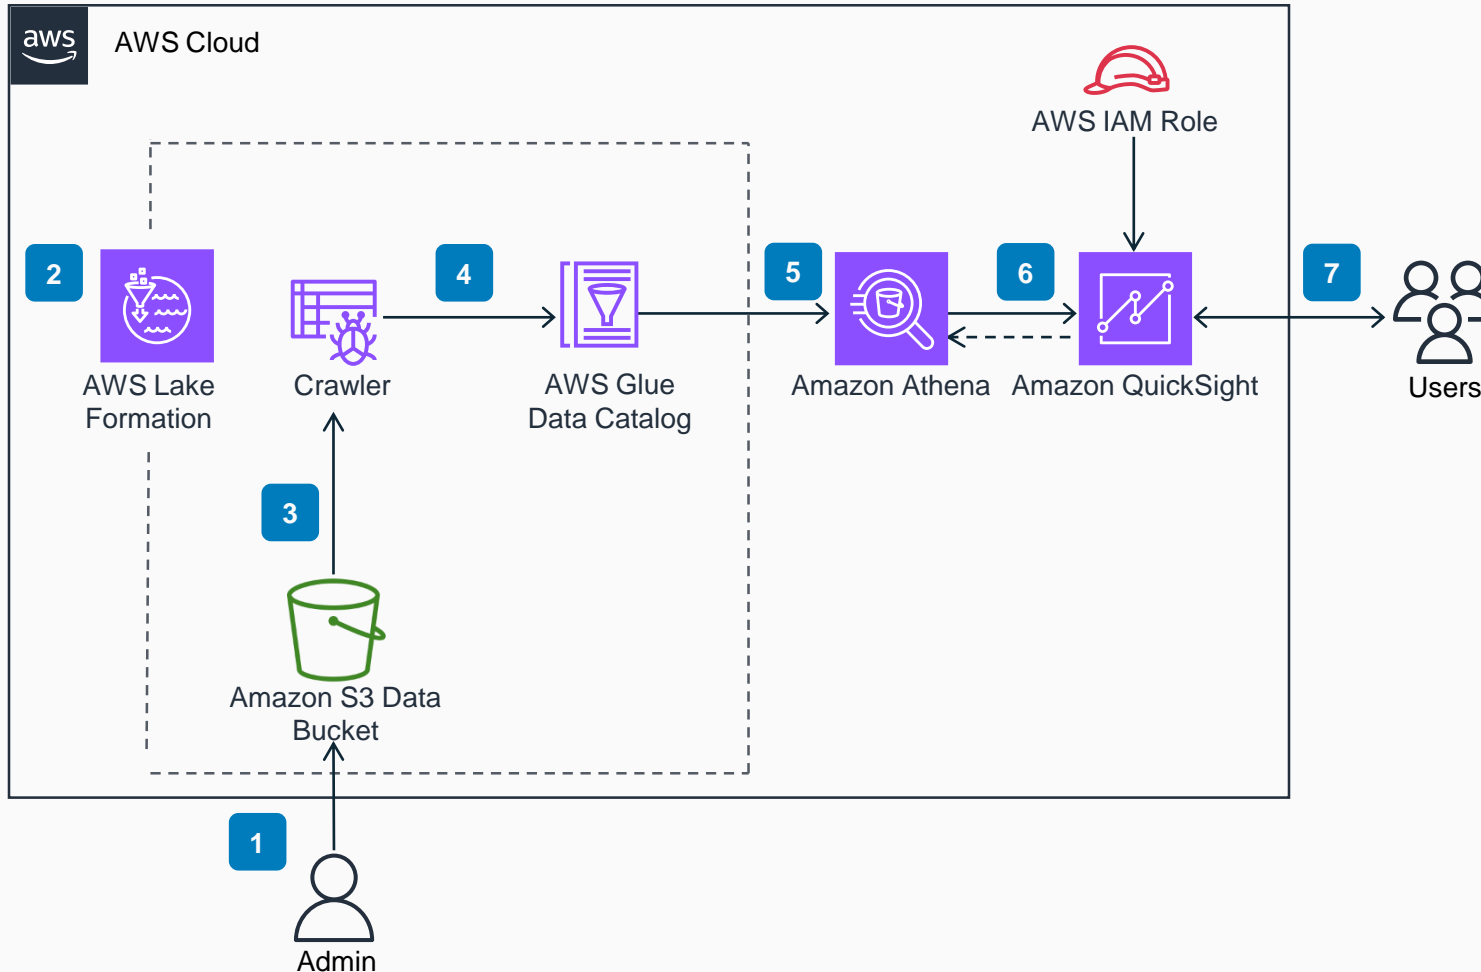 aws
AWS Cloud
AWS IAM Role
2
4
5
6
7
AWS Lake
Formation
Crawler
AWS Glue
Data Catalog
Amazon Athena
Amazon QuickSight
Users
3
Amazon S3 Data
Bucket
1
Admin